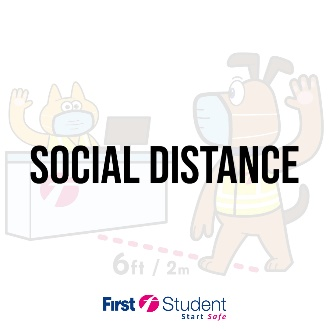 SOCIAL DISTANCE
6ft / 2m
First Student
Start Safe